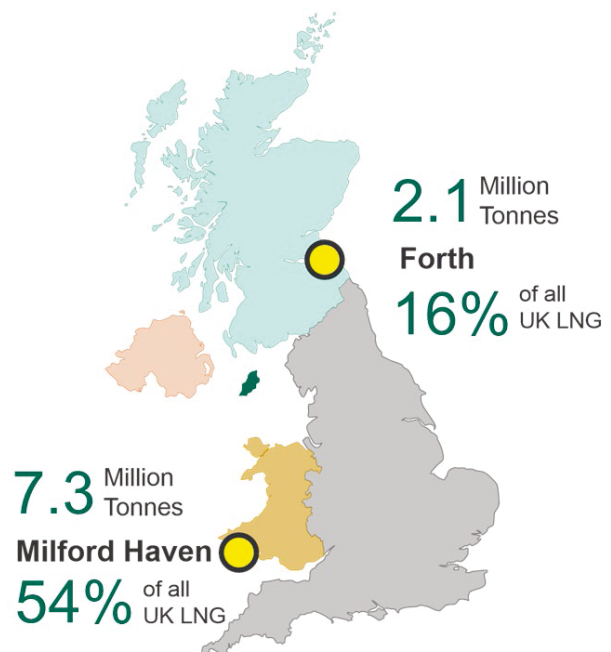 2.1 Million
Tonnes
Forth
16% of all
UK LNG
7.3 Million
Tonnes
Milford Haven
54% of all
UK LNG